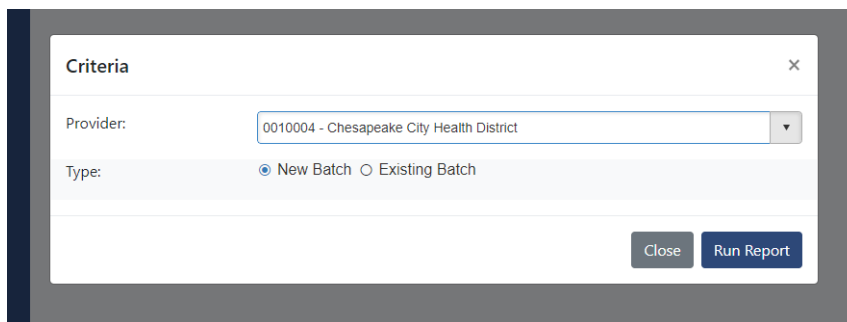 Criteria ×
Provider: 0010004 - Chesapeake City Health District
Type: New Batch Existing Batch
Close Run Report